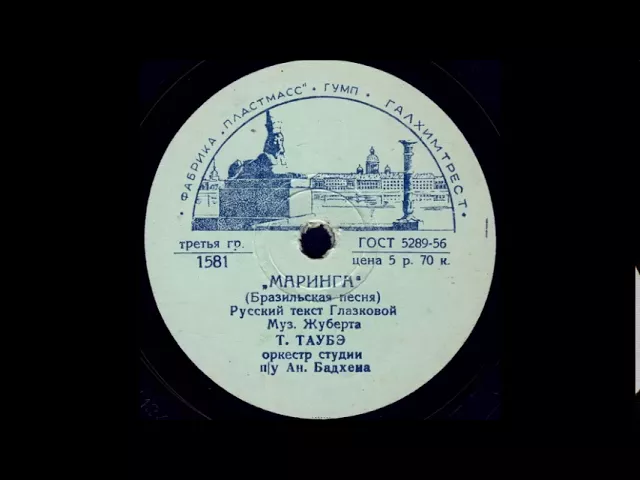 ФАБРИКА „ПЛАСТМАСС" • ГУМП • ГАЛХИМТРЕСТ •
третья гр.
1581
ГОСТ 5289-56
цена 5 р. 70 к.
„МАРИНГА"
(Бразильская песня)
Русский текст Глазковой
Муз. Жуберта
Т. ТАУБЭ
оркестр студии
п/у Ан. Бадхена